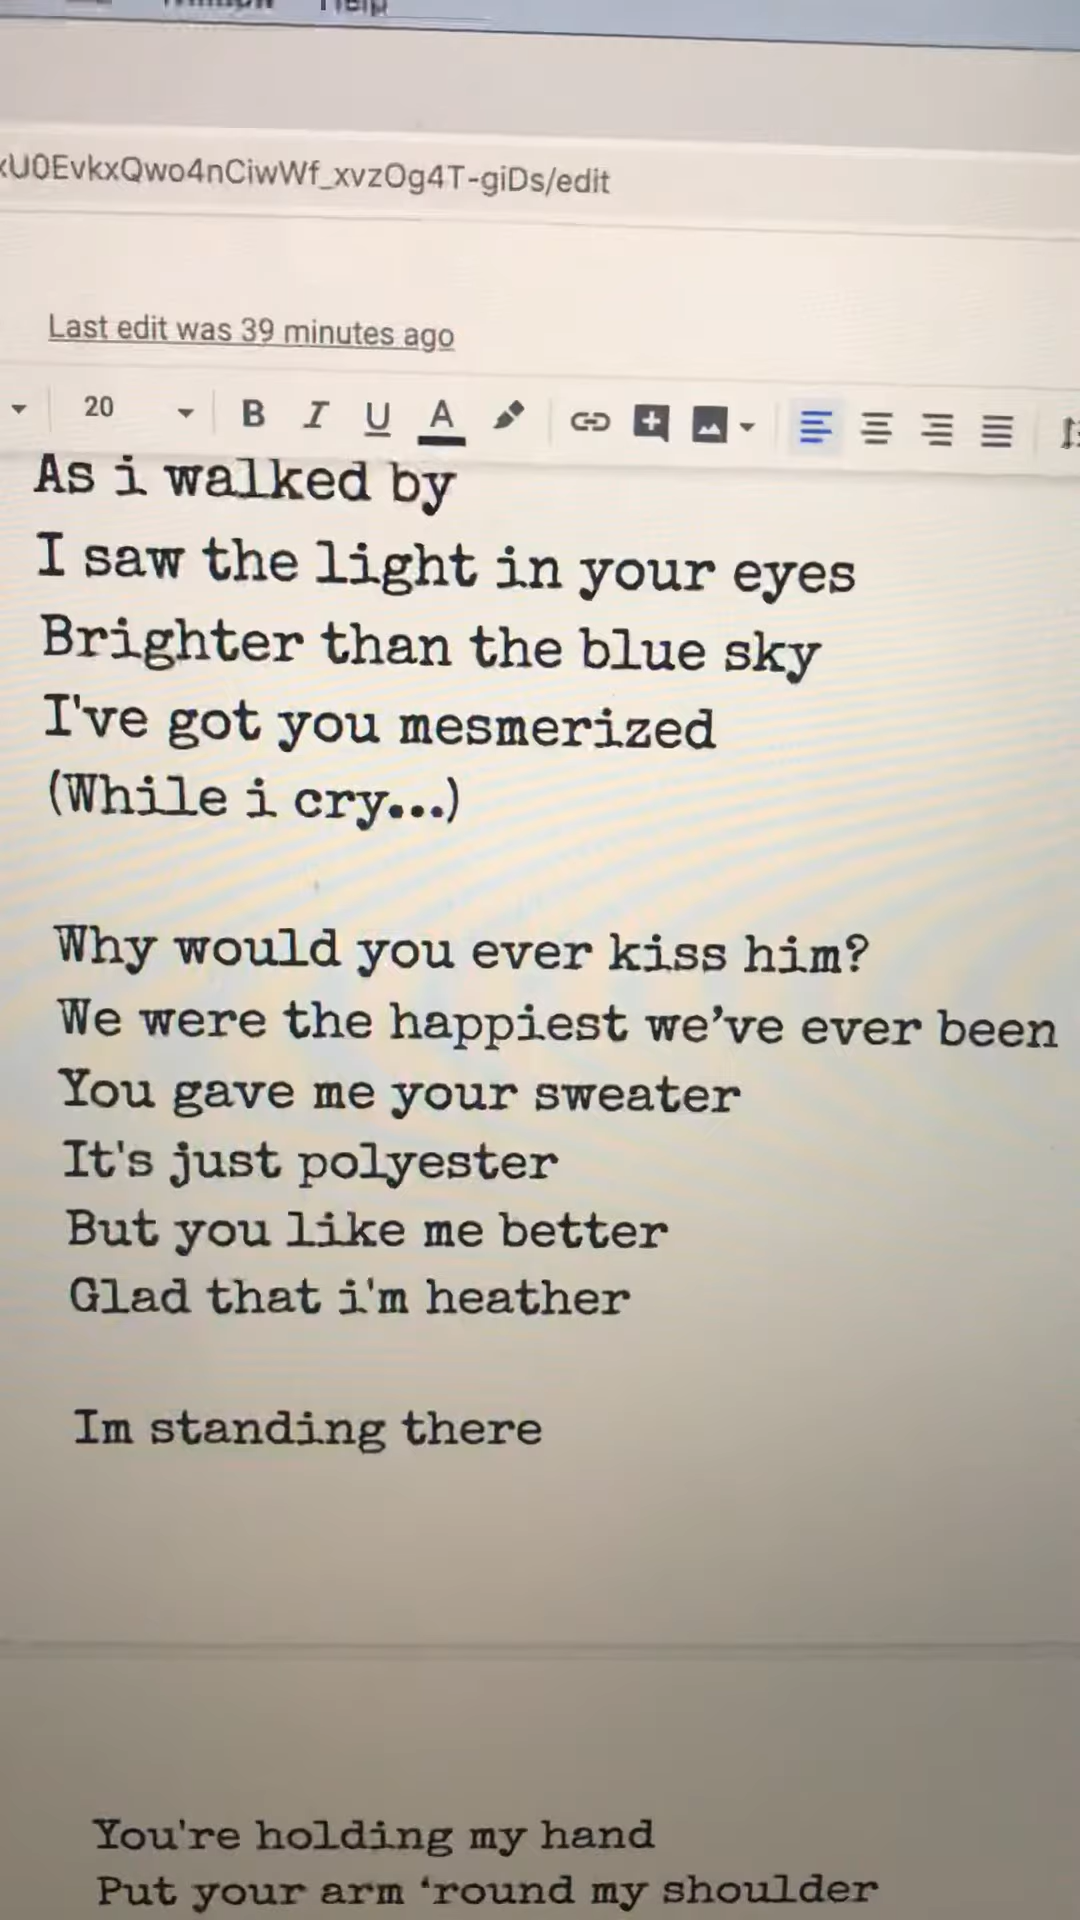 Help
xU0EvkxQwo4nCiwWf_xvzOg4T-giDs/edit
Last edit was 39 minutes ago
20 B I U A
As i walked by
I saw the light in your eyes
Brighter than the blue sky
I've got you mesmerized
(While i cry...)
Why would you ever kiss him?
We were the happiest we’ve ever been
You gave me your sweater
It's just polyester
But you like me better
Glad that i'm heather
Im standing there
You're holding my hand
Put your arm ‘round my shoulder